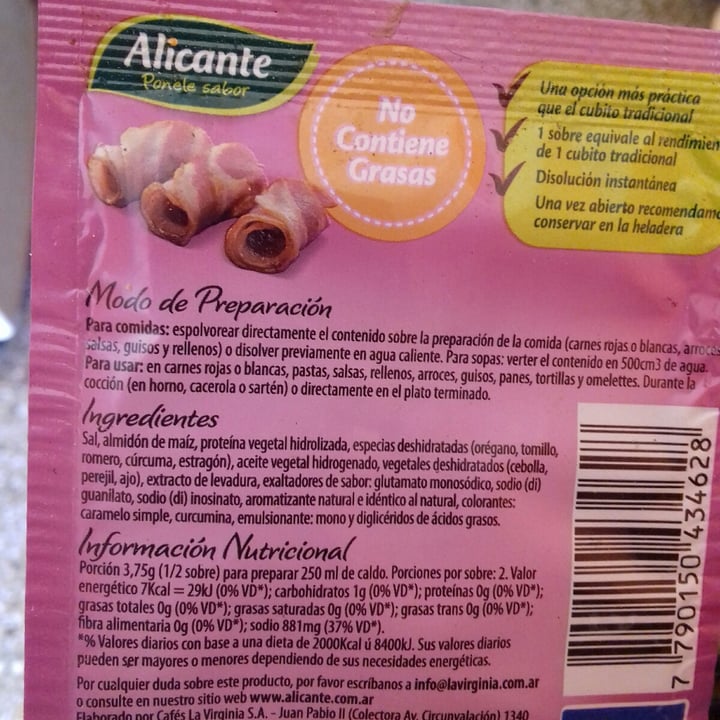 Alicante
Ponele sabor
No
Contiene
Grasas
Una opción más práctica
que el cubito tradicional
1 sobre equivale al
de 1 cubito tradicional
Disolución instantánea
Una vez abierto
conservar en la heladera
Modo de Preparación
Para comidas: espolvorear directamente el contenido sobre la preparación de la comida (carnes rojas o blancas,
salsas, guisos y rellenos) o disolver previamente en agua caliente. Para sopas: verter el contenido en 500cm3 de agua.
Para usar: en carnes rojas o blancas, pastas, salsas, rellenos, arroces, guisos, panes, tortillas y omelettes. Durante la
cocción (en horno, cacerola o sartén) o directamente en el plato terminado.
Ingredientes
Sal, almidón de maíz, proteína vegetal hidrolizada, especias deshidratadas (orégano, tomillo,
romero, cúrcuma, estragón), aceite vegetal hidrogenado, vegetales deshidratados (cebolla,
perejil, ajo), extracto de levadura, exaltadores de sabor: glutamato monosódico, sodio (di)
guanilato, sodio (di) inosinato, aromatizante natural e idéntico al natural, colorantes:
caramelo simple, curcumina, emulsionante: mono y diglicéridos de ácidos grasos.
Información Nutricional
Porción 3,75g (1/2 sobre) para preparar 250 ml de caldo. Porciones por sobre: 2. Valor
energético 7Kcal = 29kJ (0% VD*); carbohidratos 1g (0% VD*); proteínas 0g (0% VD*);
grasas totales 0g (0% VD*); grasas saturadas 0g (0% VD*); grasas trans 0g (0% VD*);
fibra alimentaria 0g (0% VD*); sodio 881mg (37% VD*).
*% Valores diarios con base a una dieta de 2000Kcal ú 8400kJ. Sus valores diarios
pueden ser mayores o menores dependiendo de sus necesidades energéticas.
Por cualquier duda sobre este producto, por favor escríbanos a info@lavirginia.com.ar
o consulte en nuestro sitio web www.alicante.com.ar
Elaborado por Cafés La Virginia S.A. - Juan Pablo II (Colectora Av. Circunvalación) 1340
7 790150 434628